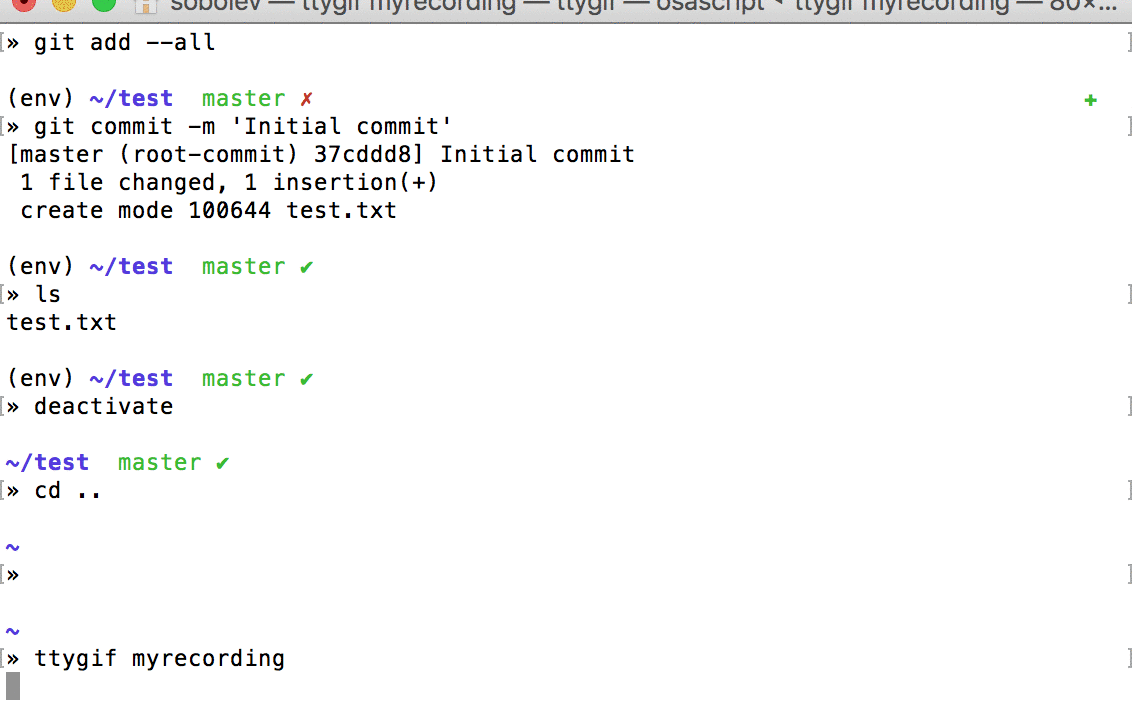 sobolev — ttygif myrecording — ttygif — osascript ◂ ttygif myrecording — 80×...
» git add --all
(env) ~/test master ✗ +
» git commit -m 'Initial commit'
[master (root-commit) 37cddd8] Initial commit
1 file changed, 1 insertion(+)
create mode 100644 test.txt
(env) ~/test master ✔
» ls
test.txt
(env) ~/test master ✔
» deactivate
~/test master ✔
» cd ..
~
»
~
» ttygif myrecording